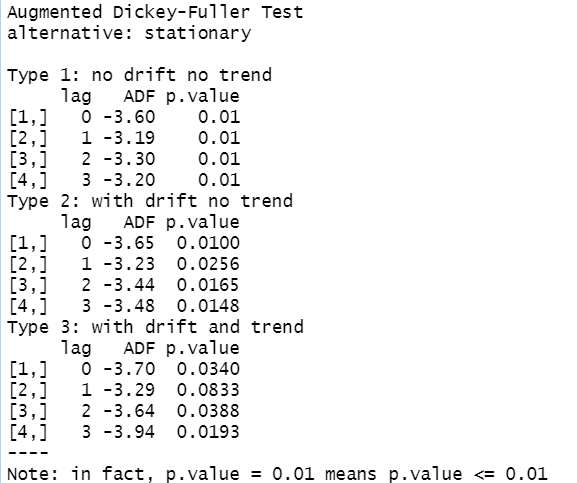 Augmented Dickey-Fuller Test
alternative: stationary

Type 1: no drift no trend
     lag   ADF p.value
[1,]   0 -3.60    0.01
[2,]   1 -3.19    0.01
[3,]   2 -3.30    0.01
[4,]   3 -3.20    0.01
Type 2: with drift no trend
     lag   ADF p.value
[1,]   0 -3.65  0.0100
[2,]   1 -3.23  0.0256
[3,]   2 -3.44  0.0165
[4,]   3 -3.48  0.0148
Type 3: with drift and trend
     lag   ADF p.value
[1,]   0 -3.70  0.0340
[2,]   1 -3.29  0.0833
[3,]   2 -3.64  0.0388
[4,]   3 -3.94  0.0193
----
Note: in fact, p.value = 0.01 means p.value <= 0.01